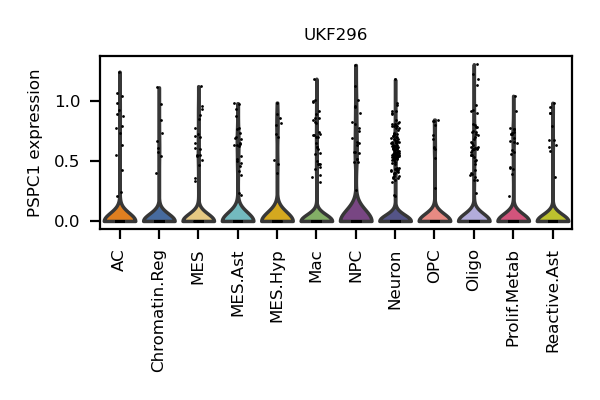 UKF296
PSPC1 expression
1.0
0.5
0.0
AC
Chromatin.Reg
MES
MES.Ast
MES.Hyp
Mac
NPC
Neuron
OPC
Oligo
Prolif.Metab
Reactive.Ast